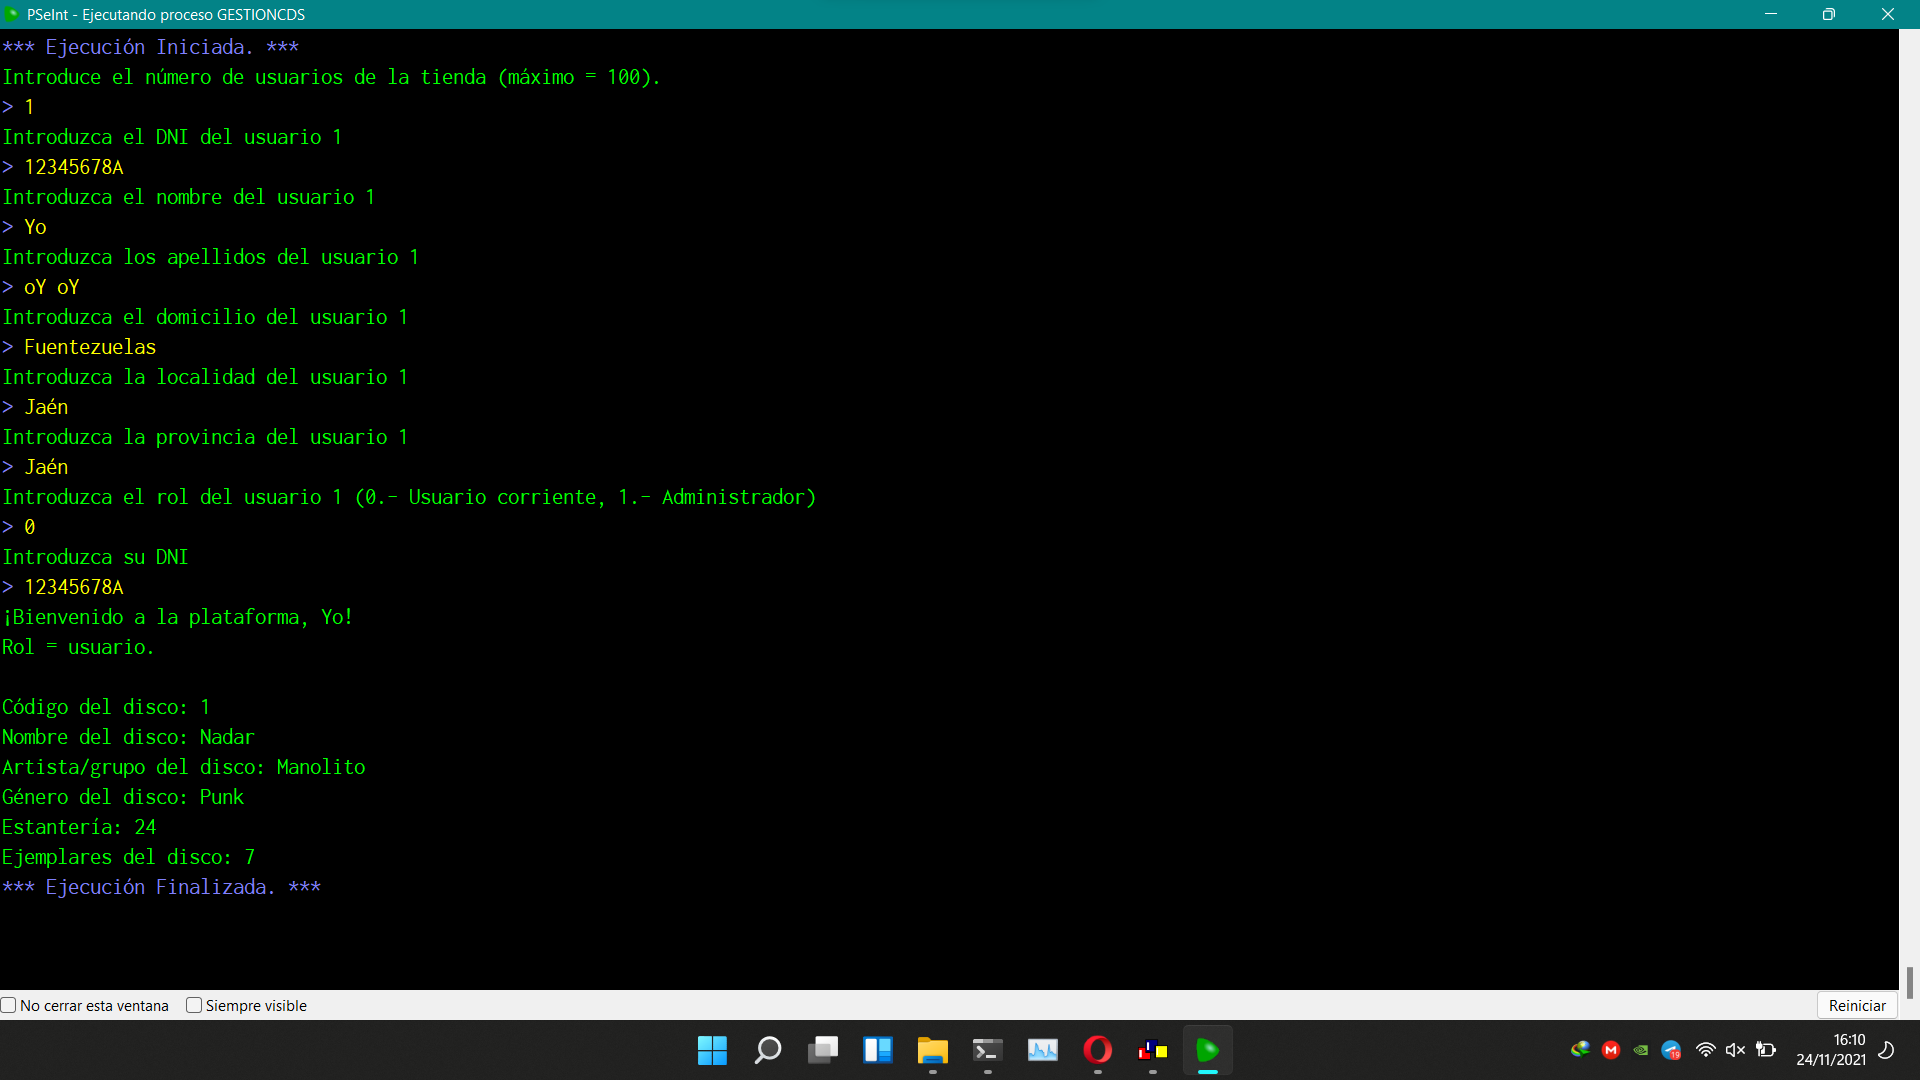 PSeInt - Ejecutando proceso GESTIONCDS
*** Ejecución Iniciada. ***
Introduce el número de usuarios de la tienda (máximo = 100).
> 1
Introduzca el DNI del usuario 1
> 12345678A
Introduzca el nombre del usuario 1
> Yo
Introduzca los apellidos del usuario 1
> oY oY
Introduzca el domicilio del usuario 1
> Fuentezuelas
Introduzca la localidad del usuario 1
> Jaén
Introduzca la provincia del usuario 1
> Jaén
Introduzca el rol del usuario 1 (0.- Usuario corriente, 1.- Administrador)
> 0
Introduzca su DNI
> 12345678A
¡Bienvenido a la plataforma, Yo!
Rol = usuario.
Código del disco: 1
Nombre del disco: Nadar
Artista/grupo del disco: Manolito
Género del disco: Punk
Estantería: 24
Ejemplares del disco: 7
*** Ejecución Finalizada. ***
No cerrar esta ventana Siempre visible Reiniciar
M 19 16:10
24/11/2021